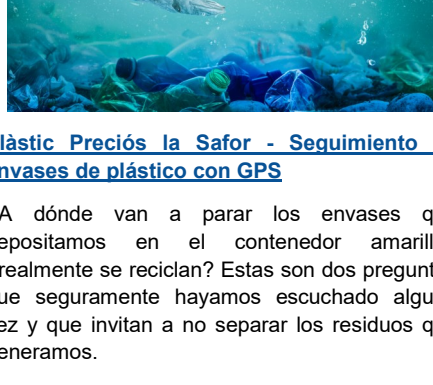 làstic Preciós la Safor - Seguimiento
nvases de plástico con GPS
A dónde van a parar los envases q
epositamos en el contenedor amarill
realmente se reciclan? Estas son dos pregunt
ue seguramente hayamos escuchado algu
ez y que invitan a no separar los residuos q
eneramos.